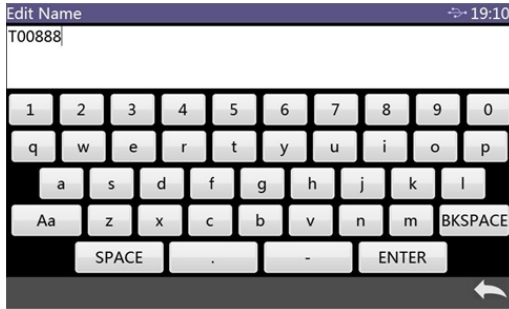 Edit Name 19:10
T00888
1 2 3 4 5 6 7 8 9 0
q w e r t y u i o p
a s d f g h j k l
Aa z x c b v n m BKSPACE
SPACE . - ENTER